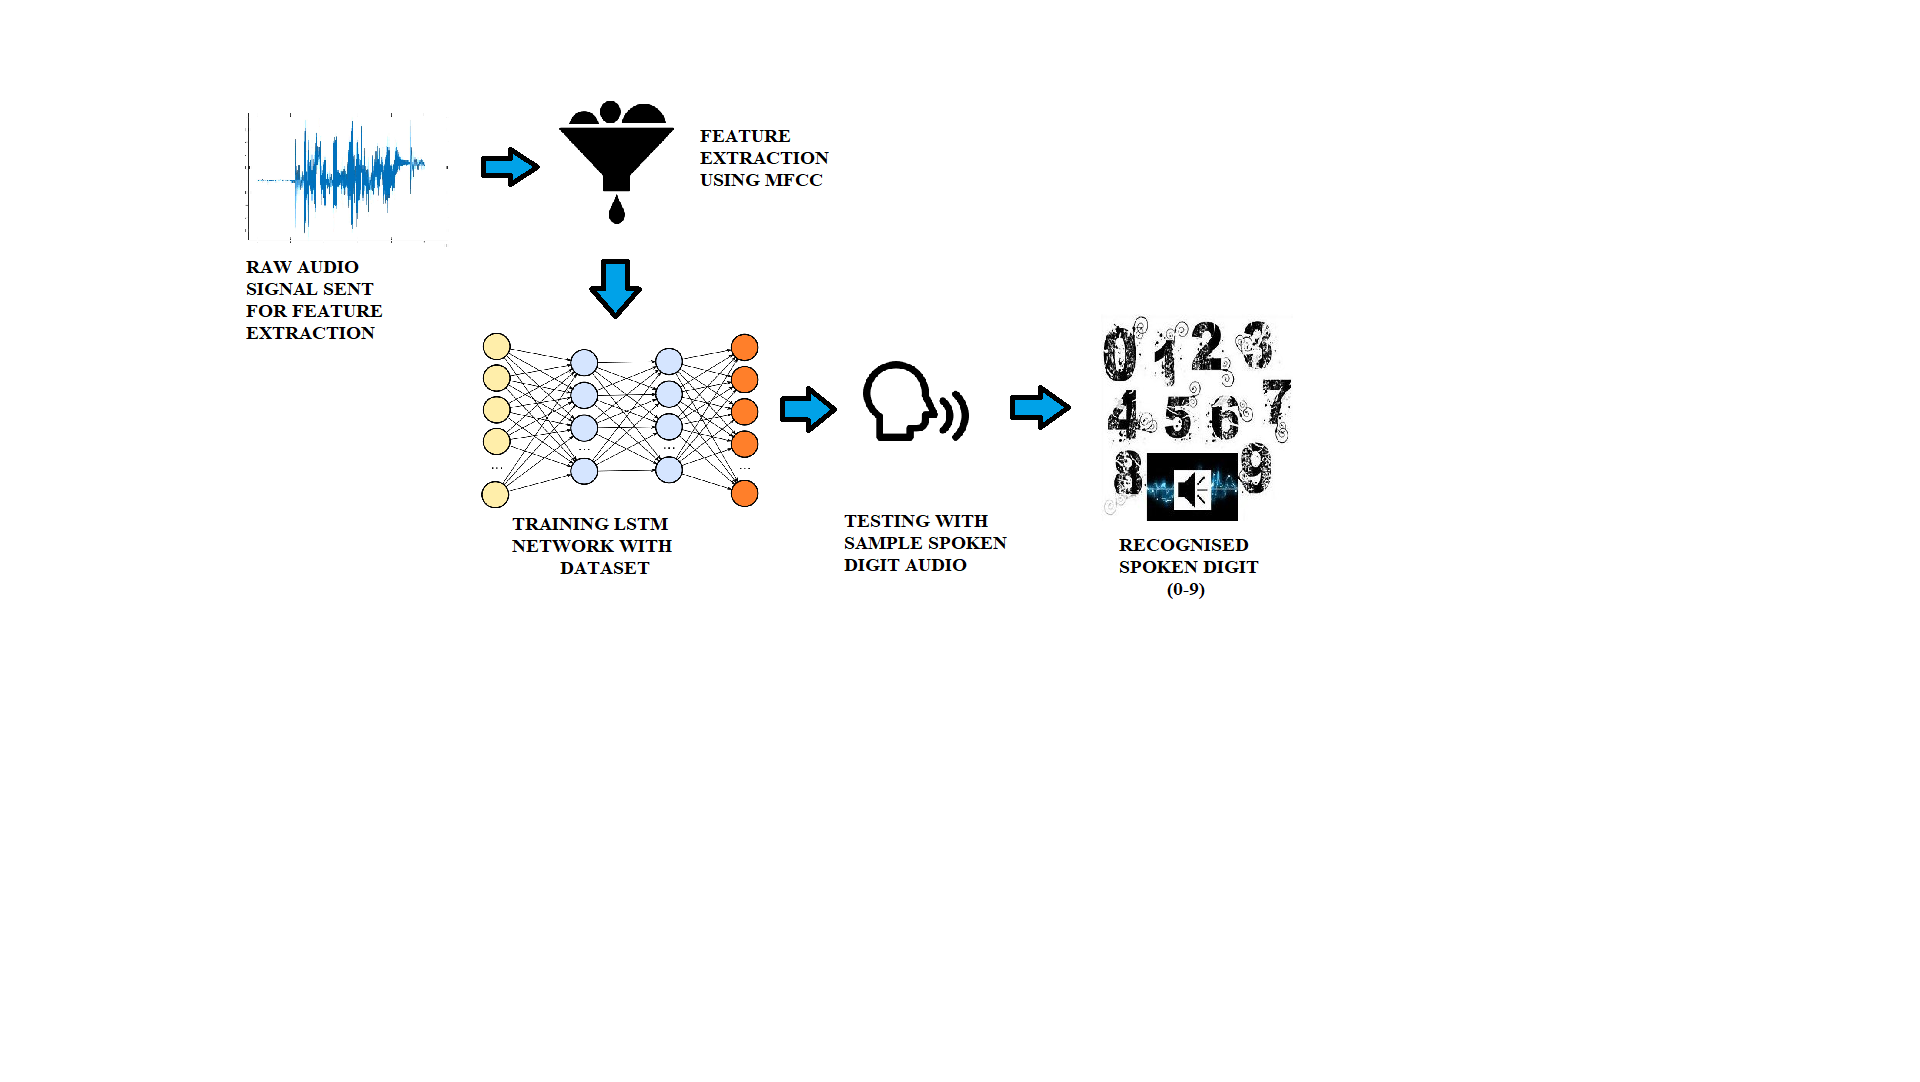 RAW AUDIO
SIGNAL SENT
FOR FEATURE
EXTRACTION
FEATURE
EXTRACTION
USING MFCC
TRAINING LSTM
NETWORK WITH
DATASET
TESTING WITH
SAMPLE SPOKEN
DIGIT AUDIO
0 1 2 3
4 5 6 7
8 9
RECOGNISED
SPOKEN DIGIT
(0-9)